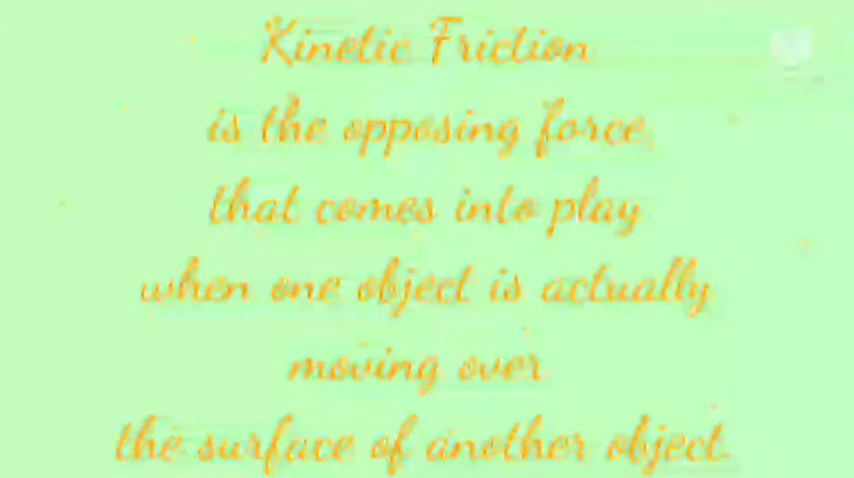 Kinetic Friction
is the opposing force,
that comes into play
when one object is actually
moving over
the surface of another object.